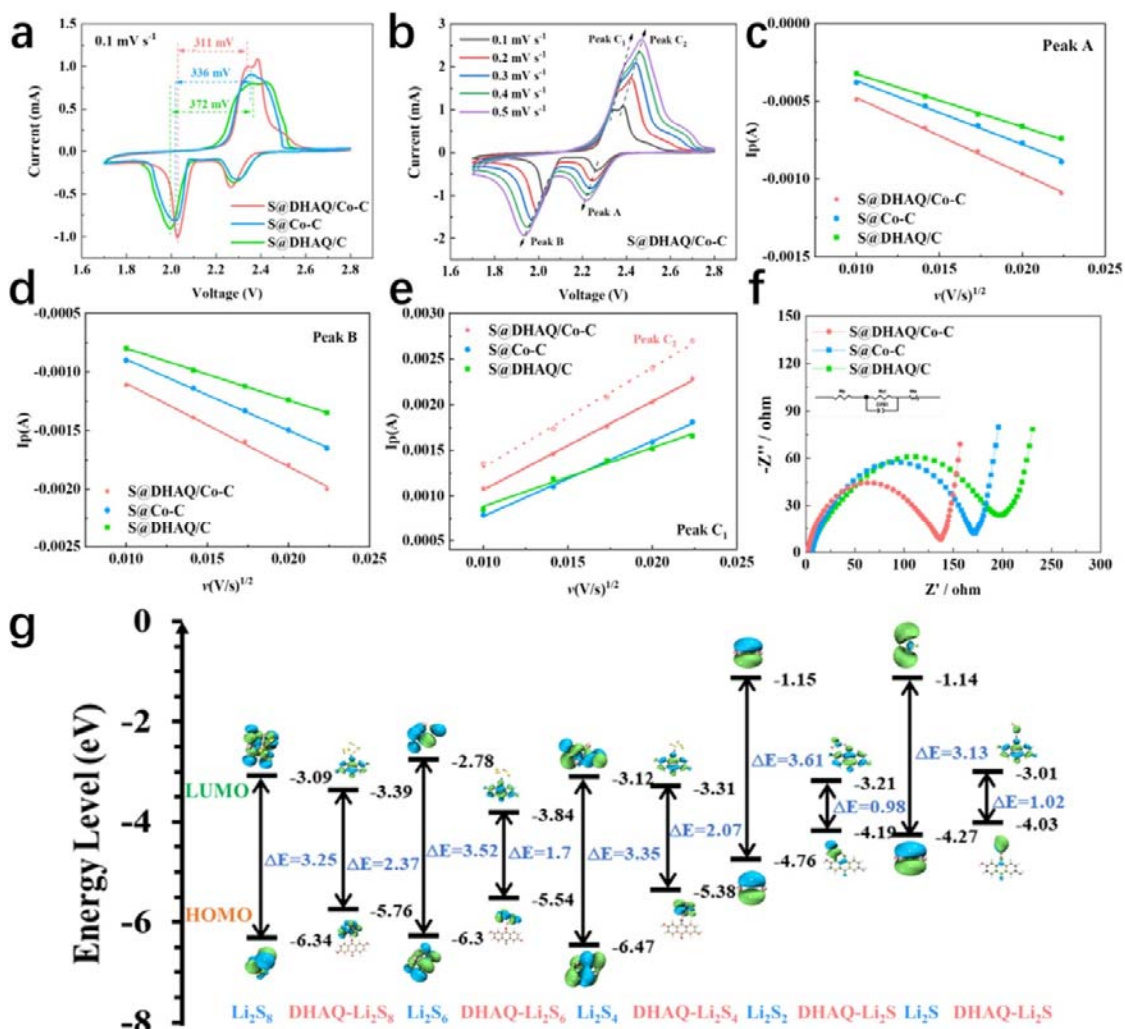 a
0.1 mV s⁻¹
311 mV
336 mV
372 mV
S@DHAQ/Co-C
S@Co-C
S@DHAQ/C
Current (mA)
1.5
1.0
0.5
0.0
-0.5
-1.0
1.8 2.0 2.2 2.4 2.6 2.8
Voltage (V)
b
0.1 mV s⁻¹
0.2 mV s⁻¹
0.3 mV s⁻¹
0.4 mV s⁻¹
0.5 mV s⁻¹
Peak C₁
Peak C₂
Peak A
Peak B
S@DHAQ/Co-C
Current (mA)
3
2
1
0
-1
-2
1.6 1.8 2.0 2.2 2.4 2.6 2.8
Voltage (V)
c
Peak A
S@DHAQ/Co-C
S@Co-C
S@DHAQ/C
Ip(A)
0.0000
-0.0005
-0.0010
-0.0015
0.010 0.015 0.020 0.025
v(V/s)¹/²
d
Peak B
S@DHAQ/Co-C
S@Co-C
S@DHAQ/C
Ip(A)
-0.0005
-0.0010
-0.0015
-0.0020
-0.0025
0.010 0.015 0.020 0.025
v(V/s)¹/²
e
S@DHAQ/Co-C
S@Co-C
S@DHAQ/C
Peak C₂
Peak C₁
Ip(A)
0.0030
0.0025
0.0020
0.0015
0.0010
0.0005
0.010 0.015 0.020 0.025
v(V/s)¹/²
f
S@DHAQ/Co-C
S@Co-C
S@DHAQ/C
-Z'' / ohm
150
120
90
60
30
0
0 50 100 150 200 250 300
Z' / ohm
g
Energy Level (eV)
0
-2
-4
-6
-8
LUMO
HOMO
-3.09
ΔE=3.25
-6.34
-3.39
ΔE=2.37
-5.76
-2.78
ΔE=3.52
-6.3
-3.84
ΔE=1.7
-5.54
-3.12
ΔE=3.35
-6.47
-3.31
ΔE=2.07
-5.38
-1.15
ΔE=3.61
-4.76
-3.21
ΔE=0.98
-4.19
-1.14
ΔE=3.13
-4.27
-3.01
ΔE=1.02
-4.03
Li₂S₈ DHAQ-Li₂S₈ Li₂S₆ DHAQ-Li₂S₆ Li₂S₄ DHAQ-Li₂S₄ Li₂S₂ DHAQ-Li₂S Li₂S DHAQ-Li₂S